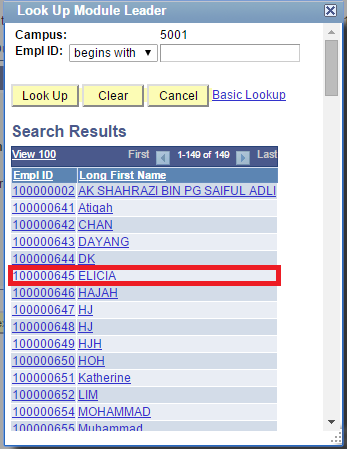 Look Up Module Leader
Campus: 5001
Empl ID: begins with
Look Up Clear Cancel Basic Lookup
Search Results
View 100 First 1-149 of 149 Last
Empl ID Long First Name
100000002 AK SHAHRAZI BIN PG SAIFUL ADLI
100000641 Atiqah
100000642 CHAN
100000643 DAYANG
100000644 DK
100000645 ELICIA
100000646 HAJAH
100000647 HJ
100000648 HJ
100000649 HJH
100000650 HOH
100000651 Katherine
100000652 LIM
100000654 MOHAMMAD
100000655 Muhammad